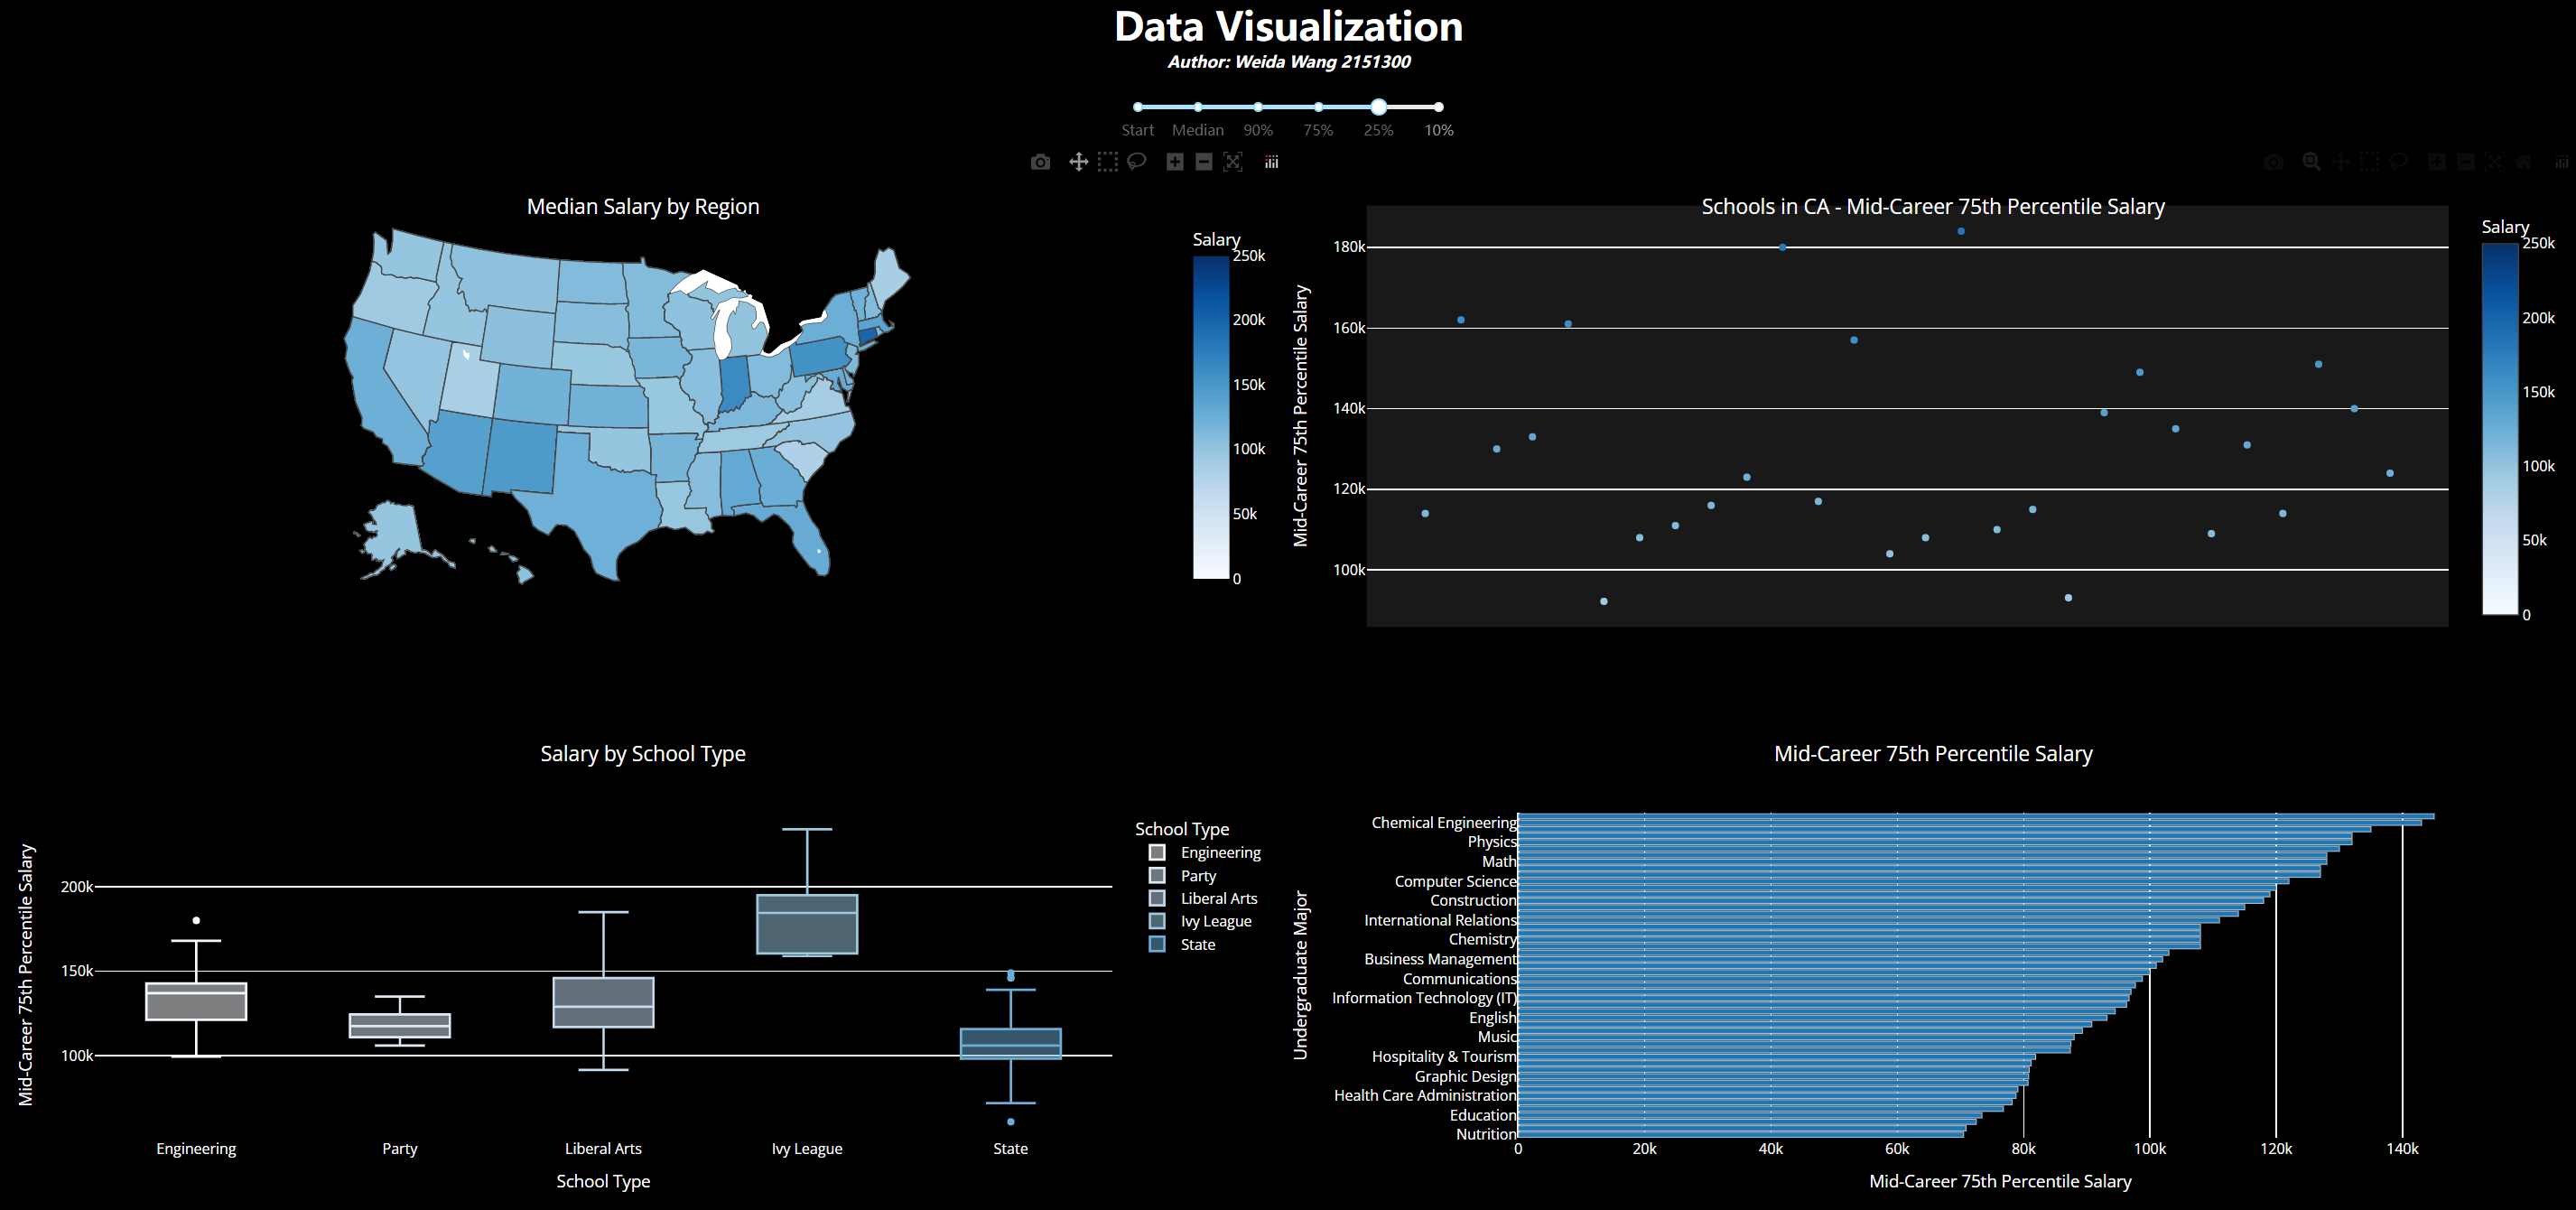 Data Visualization
Author: Weida Wang 2151300
Start Median 90% 75% 25% 10%
Median Salary by Region
Salary
250k
200k
150k
100k
50k
0
Schools in CA - Mid-Career 75th Percentile Salary
Mid-Career 75th Percentile Salary
180k
160k
140k
120k
100k
Salary
250k
200k
150k
100k
50k
0
Salary by School Type
Mid-Career 75th Percentile Salary
200k
150k
100k
Engineering Party Liberal Arts Ivy League State
School Type
School Type
Engineering
Party
Liberal Arts
Ivy League
State
Mid-Career 75th Percentile Salary
Undergraduate Major
Chemical Engineering
Physics
Math
Computer Science
Construction
International Relations
Chemistry
Business Management
Communications
Information Technology (IT)
English
Music
Hospitality & Tourism
Graphic Design
Health Care Administration
Education
Nutrition
0 20k 40k 60k 80k 100k 120k 140k
Mid-Career 75th Percentile Salary